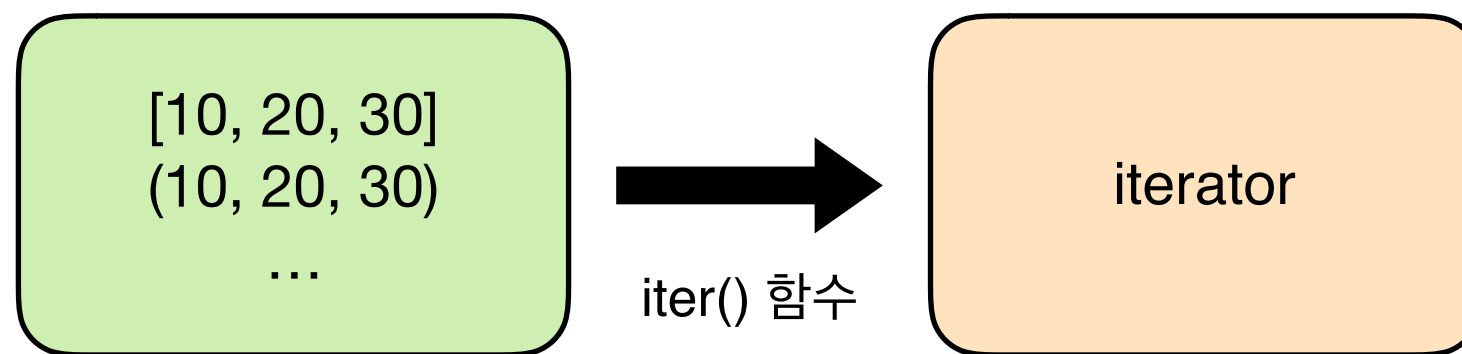 [10, 20, 30]
(10, 20, 30)
…
iter() 함수
iterator